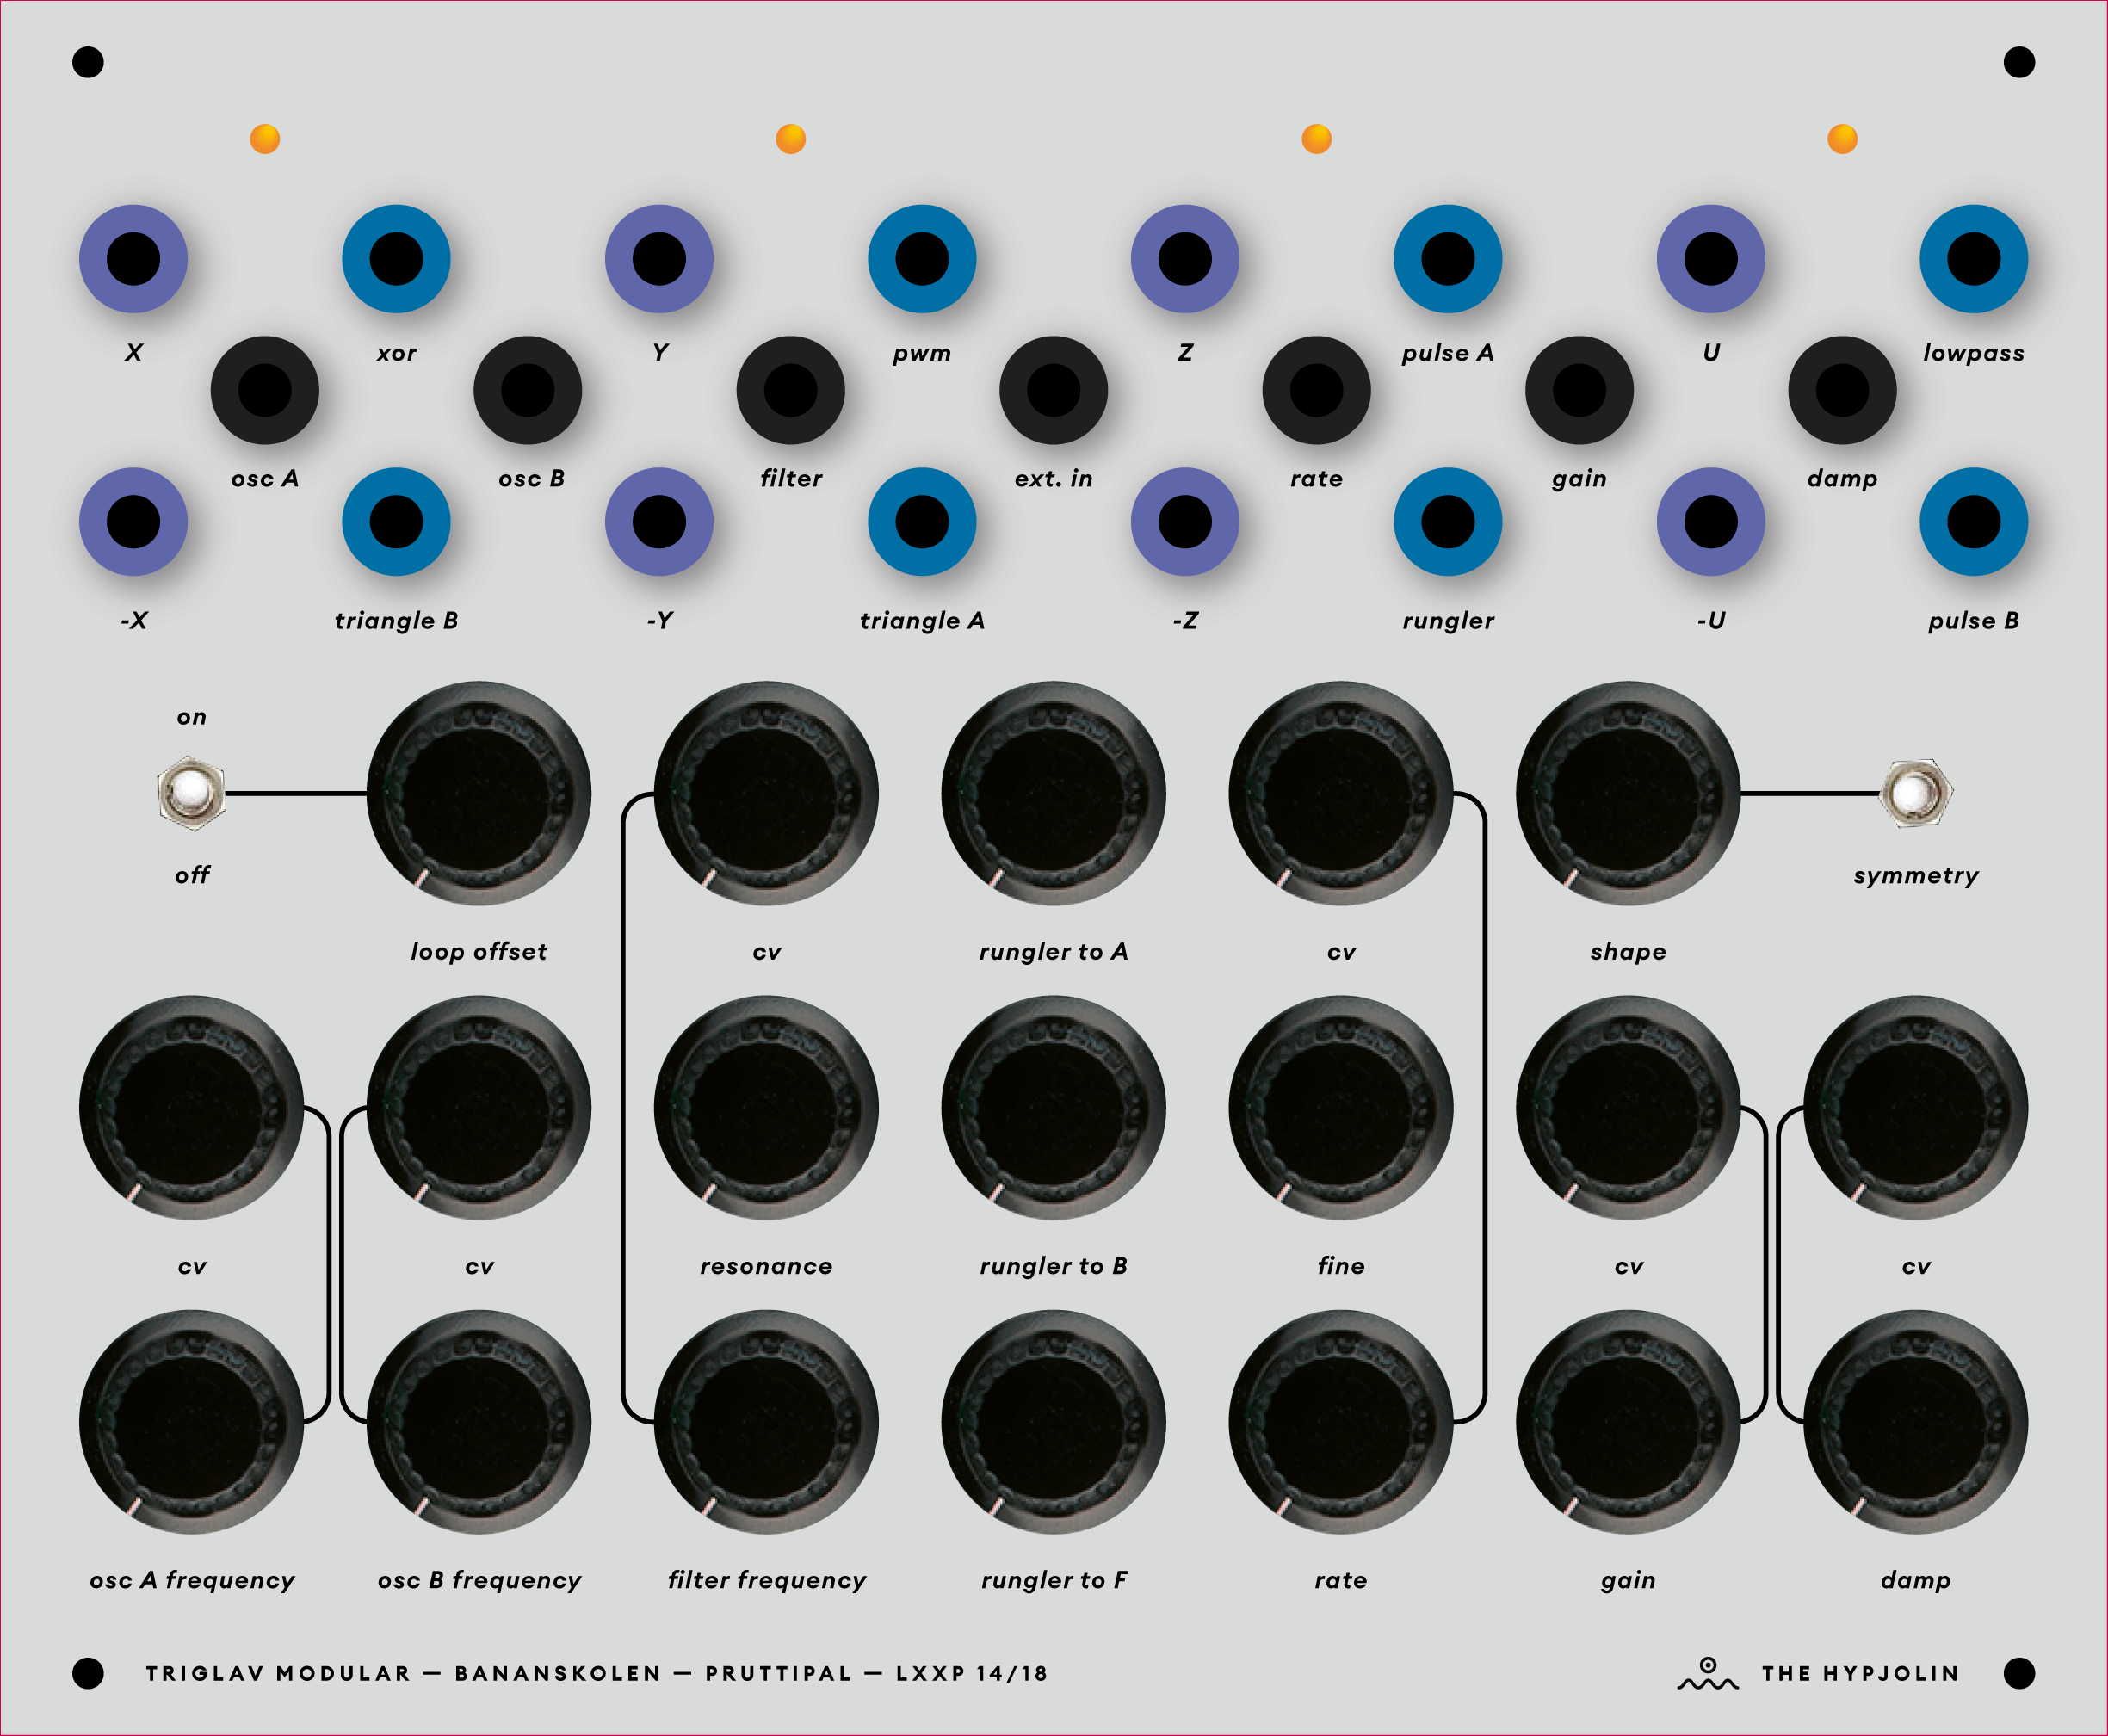 X xor Y pwm Z pulse A U lowpass
osc A osc B filter ext. in rate gain damp
-X triangle B -Y triangle A -Z rungler -U pulse B
on
off
symmetry
loop offset cv rungler to A cv shape
cv cv resonance rungler to B fine cv cv
osc A frequency osc B frequency filter frequency rungler to F rate gain damp
TRIGLAV MODULAR — BANANSKOLEN — PRUTTIPAL — LXXP 14/18 THE HYPJOLIN